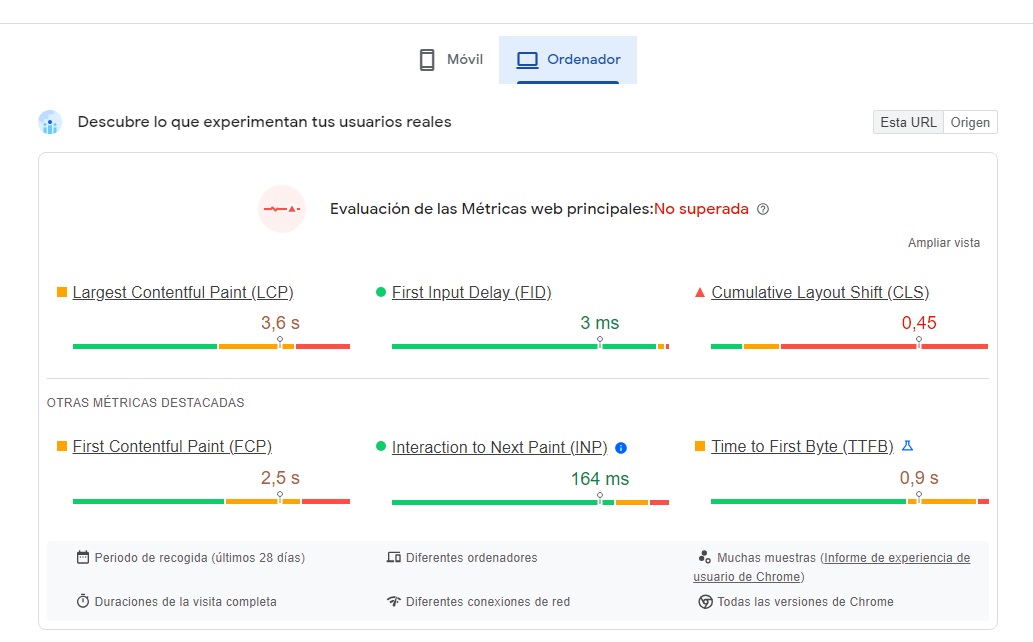 Móvil
Ordenador
Descubre lo que experimentan tus usuarios reales
Esta URL
Origen
Evaluación de las Métricas web principales:No superada
Ampliar vista
Largest Contentful Paint (LCP)
3,6 s
First Input Delay (FID)
3 ms
Cumulative Layout Shift (CLS)
0,45
OTRAS MÉTRICAS DESTACADAS
First Contentful Paint (FCP)
2,5 s
Interaction to Next Paint (INP)
164 ms
Time to First Byte (TTFB)
0,9 s
Periodo de recogida (últimos 28 días)
Diferentes ordenadores
Muchas muestras (Informe de experiencia de
usuario de Chrome)
Duraciones de la visita completa
Diferentes conexiones de red
Todas las versiones de Chrome